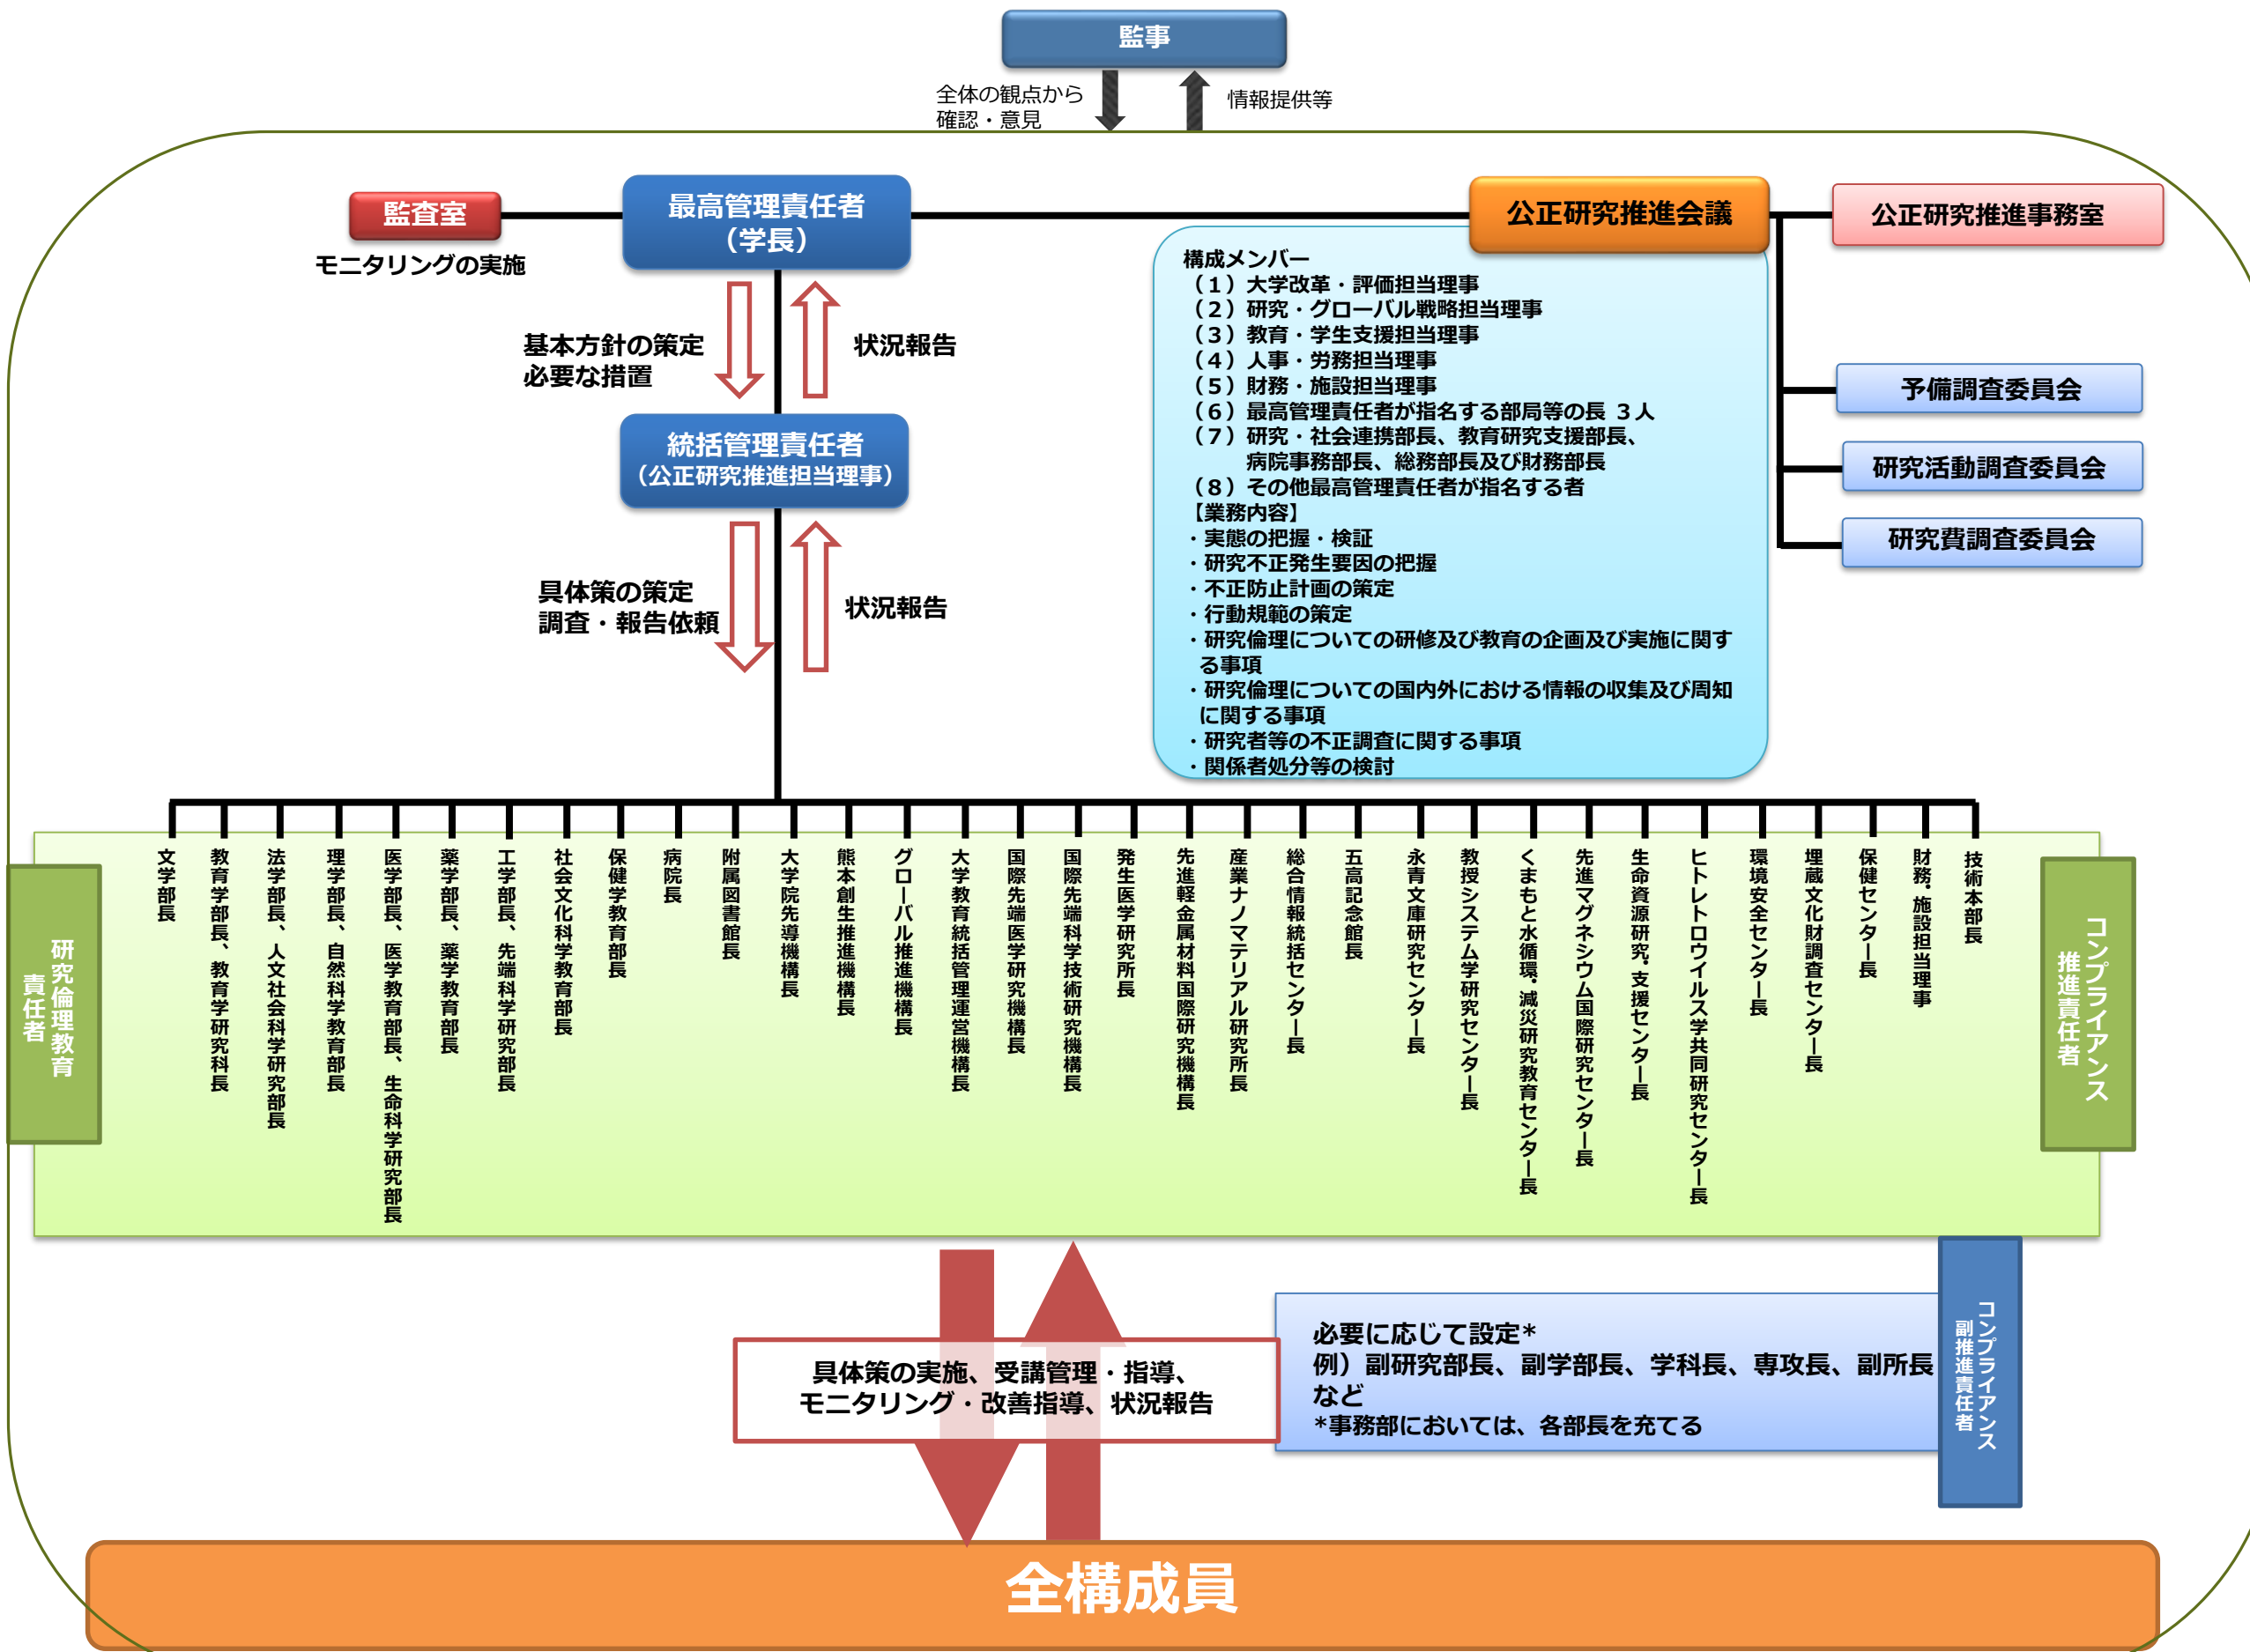 監事
全体の観点から
確認・意見
情報提供等
監査室
モニタリングの実施
最高管理責任者
（学長）
公正研究推進会議
公正研究推進事務室
基本方針の策定
必要な措置
状況報告
統括管理責任者
（公正研究推進担当理事）
具体策の策定
調査・報告依頼
状況報告
構成メンバー
（１）大学改革・評価担当理事
（２）研究・グローバル戦略担当理事
（３）教育・学生支援担当理事
（４）人事・労務担当理事
（５）財務・施設担当理事
（６）最高管理責任者が指名する部局等の長 ３人
（７）研究・社会連携部長、教育研究支援部長、
病院事務部長、総務部長及び財務部長
（８）その他最高管理責任者が指名する者
【業務内容】
・実態の把握・検証
・研究不正発生要因の把握
・不正防止計画の策定
・行動規範の策定
・研究倫理についての研修及び教育の企画及び実施に関す
る事項
・研究倫理についての国内外における情報の収集及び周知
に関する事項
・研究者等の不正調査に関する事項
・関係者処分等の検討
予備調査委員会
研究活動調査委員会
研究費調査委員会
研究倫理教育
責任者
文学部長
教育学部長、教育学研究科長
法学部長、人文社会科学研究部長
理学部長、自然科学教育部長
医学部長、医学教育部長、生命科学研究部長
薬学部長、薬学教育部長
工学部長、先端科学研究部長
社会文化科学教育部長
保健学教育部長
病院長
附属図書館長
大学院先導機構長
熊本創生推進機構長
グローバル推進機構長
大学教育統括管理運営機構長
国際先端医学研究機構長
国際先端科学技術研究機構長
発生医学研究所長
先進軽金属材料国際研究機構長
産業ナノマテリアル研究所長
総合情報統括センター長
五高記念館長
永青文庫研究センター長
教授システム学研究センター長
くまもと水循環・減災研究教育センター長
先進マグネシウム国際研究センター長
生命資源研究・支援センター長
ヒトレトロウイルス学共同研究センター長
環境安全センター長
埋蔵文化財調査センター長
保健センター長
財務・施設担当理事
技術本部長
コンプライアンス
推進責任者
具体策の実施、受講管理・指導、
モニタリング・改善指導、状況報告
必要に応じて設定*
例）副研究部長、副学部長、学科長、専攻長、副所長
など
*事務部においては、各部長を充てる
コンプライアンス
副推進責任者
全構成員